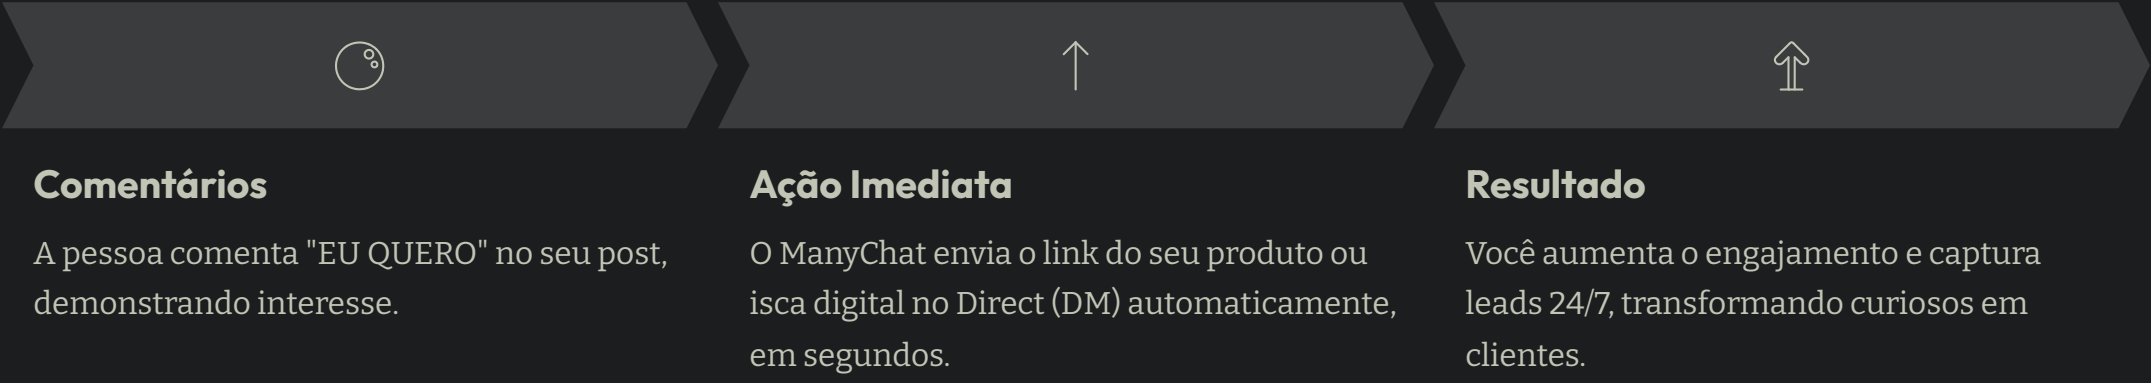 Comentários
A pessoa comenta "EU QUERO" no seu post,
demonstrando interesse.
Ação Imediata
O ManyChat envia o link do seu produto ou
isca digital no Direct (DM) automaticamente,
em segundos.
Resultado
Você aumenta o engajamento e captura
leads 24/7, transformando curiosos em
clientes.